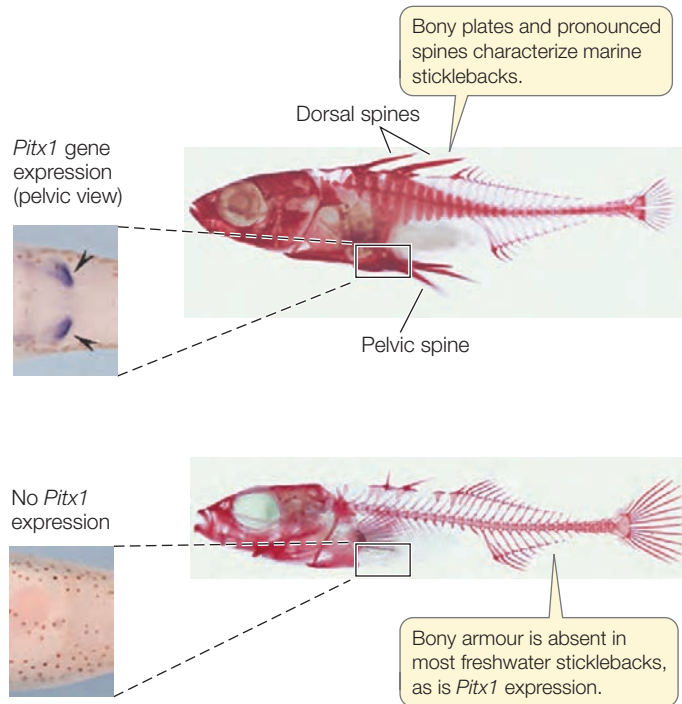 Bony plates and pronounced
spines characterize marine
sticklebacks.
Dorsal spines
Pitx1 gene
expression
(pelvic view)
Pelvic spine
No Pitx1
expression
Bony armour is absent in
most freshwater sticklebacks,
as is Pitx1 expression.